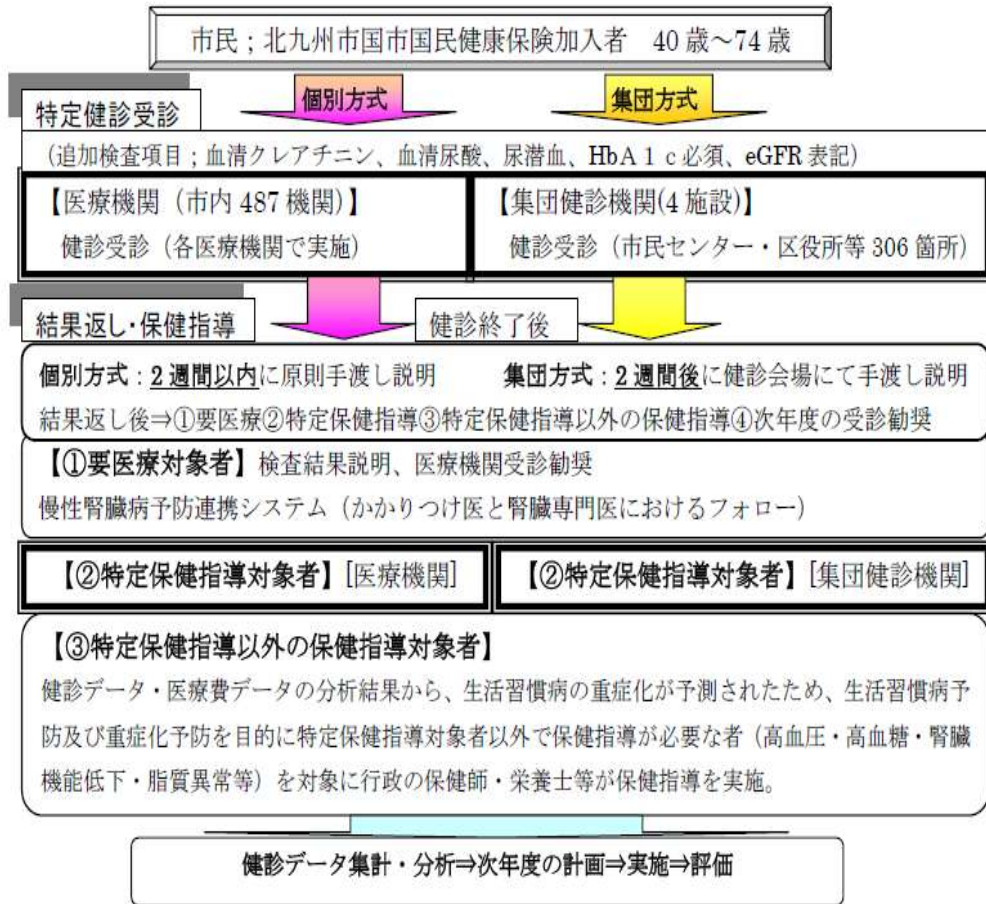 市民；北九州市国市国民健康保険加入者　40歳～74歳
個別方式
集団方式
特定健診受診
（追加検査項目；血清クレアチニン、血清尿酸、尿潜血、HbA１c必須、eGFR表記）
【医療機関（市内487機関）】
健診受診（各医療機関で実施）
【集団健診機関(4施設)】
健診受診（市民センター・区役所等306箇所）
結果返し・保健指導
健診終了後
個別方式：2週間以内に原則手渡し説明
集団方式：2週間後に健診会場にて手渡し説明
結果返し後⇒①要医療②特定保健指導③特定保健指導以外の保健指導④次年度の受診勧奨
【①要医療対象者】検査結果説明、医療機関受診勧奨
慢性腎臓病予防連携システム（かかりつけ医と腎臓専門医におけるフォロー）
【②特定保健指導対象者】[医療機関]
【②特定保健指導対象者】[集団健診機関]
【③特定保健指導以外の保健指導対象者】
健診データ・医療費データの分析結果から、生活習慣病の重症化が予測されたため、生活習慣病予
防及び重症化予防を目的に特定保健指導対象者以外で保健指導が必要な者（高血圧・高血糖・腎臓
機能低下・脂質異常等）を対象に行政の保健師・栄養士等が保健指導を実施。
健診データ集計・分析⇒次年度の計画⇒実施⇒評価